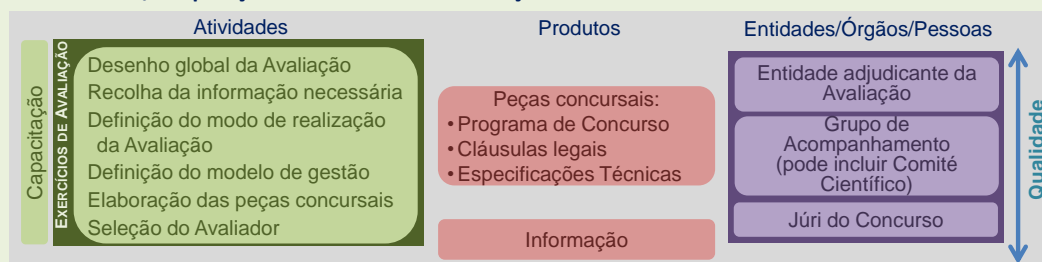 Atividades
Produtos
Entidades/Órgãos/Pessoas
Capacitação
EXERCÍCIOS DE AVALIAÇÃO
Desenho global da Avaliação
Recolha da informação necessária
Definição do modo de realização
da Avaliação
Definição do modelo de gestão
Elaboração das peças concursais
Seleção do Avaliador
Peças concursais:
• Programa de Concurso
• Cláusulas legais
• Especificações Técnicas
Informação
Entidade adjudicante da
Avaliação
Grupo de
Acompanhamento
(pode incluir Comité
Científico)
Júri do Concurso
Qualidade